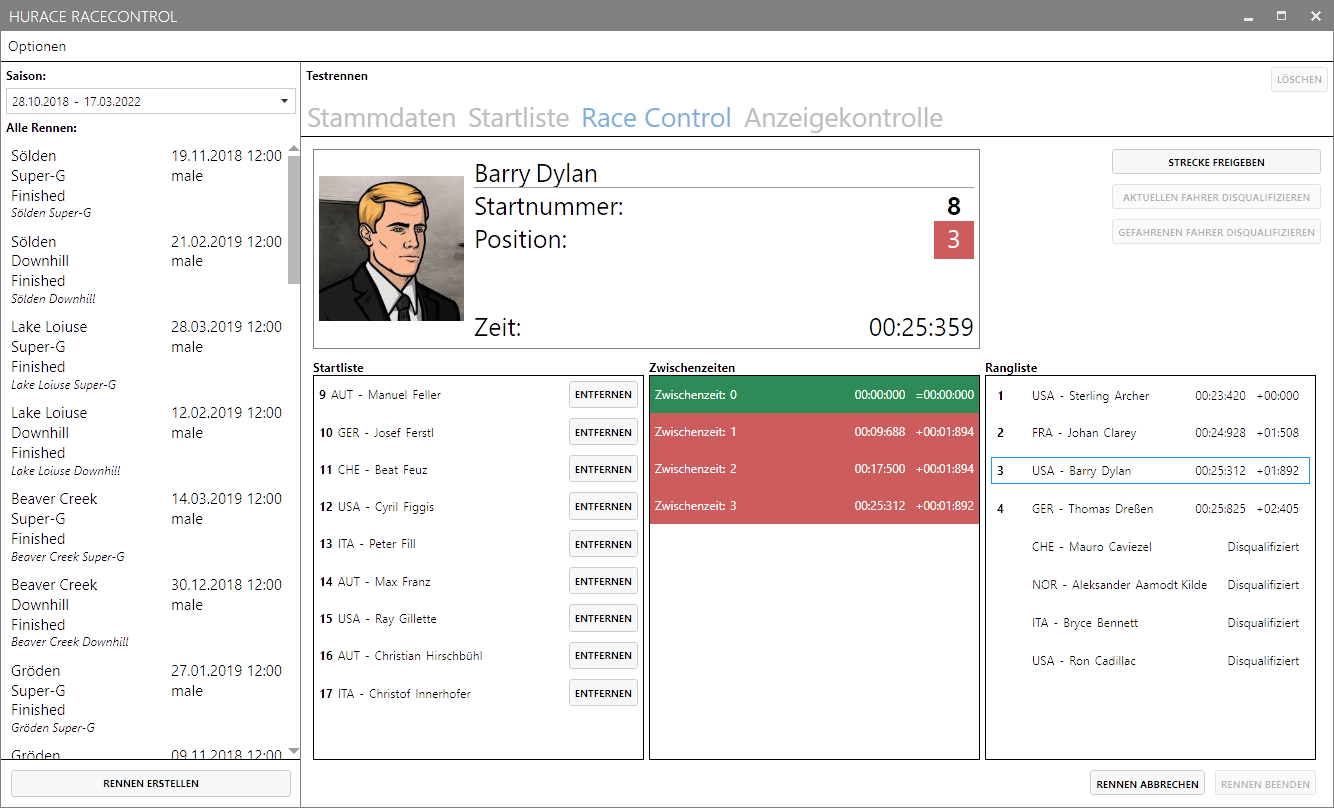 HURACE RACECONTROL
Optionen
Saison:
28.10.2018 - 17.03.2022
Alle Rennen:
Sölden 19.11.2018 12:00
Super-G male
Finished
Sölden Super-G
Sölden 21.02.2019 12:00
Downhill male
Finished
Sölden Downhill
Lake Loiuse 28.03.2019 12:00
Super-G male
Finished
Lake Loiuse Super-G
Lake Loiuse 12.02.2019 12:00
Downhill male
Finished
Lake Loiuse Downhill
Beaver Creek 14.03.2019 12:00
Super-G male
Finished
Beaver Creek Super-G
Beaver Creek 30.12.2018 12:00
Downhill male
Finished
Beaver Creek Downhill
Gröden 27.01.2019 12:00
Super-G male
Finished
Gröden Super-G
Gröden 09.11.2018 12:00
RENNEN ERSTELLEN
Testrennen
LÖSCHEN
Stammdaten Startliste Race Control Anzeigekontrolle
Barry Dylan
Startnummer: 8
Position: 3
Zeit: 00:25:359
STRECKE FREIGEBEN
AKTUELLEN FAHRER DISQUALIFIZIEREN
GEFAHRENEN FAHRER DISQUALIFIZIEREN
Startliste
9 AUT - Manuel Feller ENTFERNEN
10 GER - Josef Ferstl ENTFERNEN
11 CHE - Beat Feuz ENTFERNEN
12 USA - Cyril Figgis ENTFERNEN
13 ITA - Peter Fill ENTFERNEN
14 AUT - Max Franz ENTFERNEN
15 USA - Ray Gillette ENTFERNEN
16 AUT - Christian Hirschbühl ENTFERNEN
17 ITA - Christof Innerhofer ENTFERNEN
Zwischenzeiten
Zwischenzeit: 0 00:00:000 =00:00:000
Zwischenzeit: 1 00:09:688 +00:01:894
Zwischenzeit: 2 00:17:500 +00:01:894
Zwischenzeit: 3 00:25:312 +00:01:892
Rangliste
1 USA - Sterling Archer 00:23:420 +00:000
2 FRA - Johan Clarey 00:24:928 +01:508
3 USA - Barry Dylan 00:25:312 +01:892
4 GER - Thomas Dreßen 00:25:825 +02:405
CHE - Mauro Caviezel Disqualifiziert
NOR - Aleksander Aamodt Kilde Disqualifiziert
ITA - Bryce Bennett Disqualifiziert
USA - Ron Cadillac Disqualifiziert
RENNEN ABBRECHEN
RENNEN BEENDEN